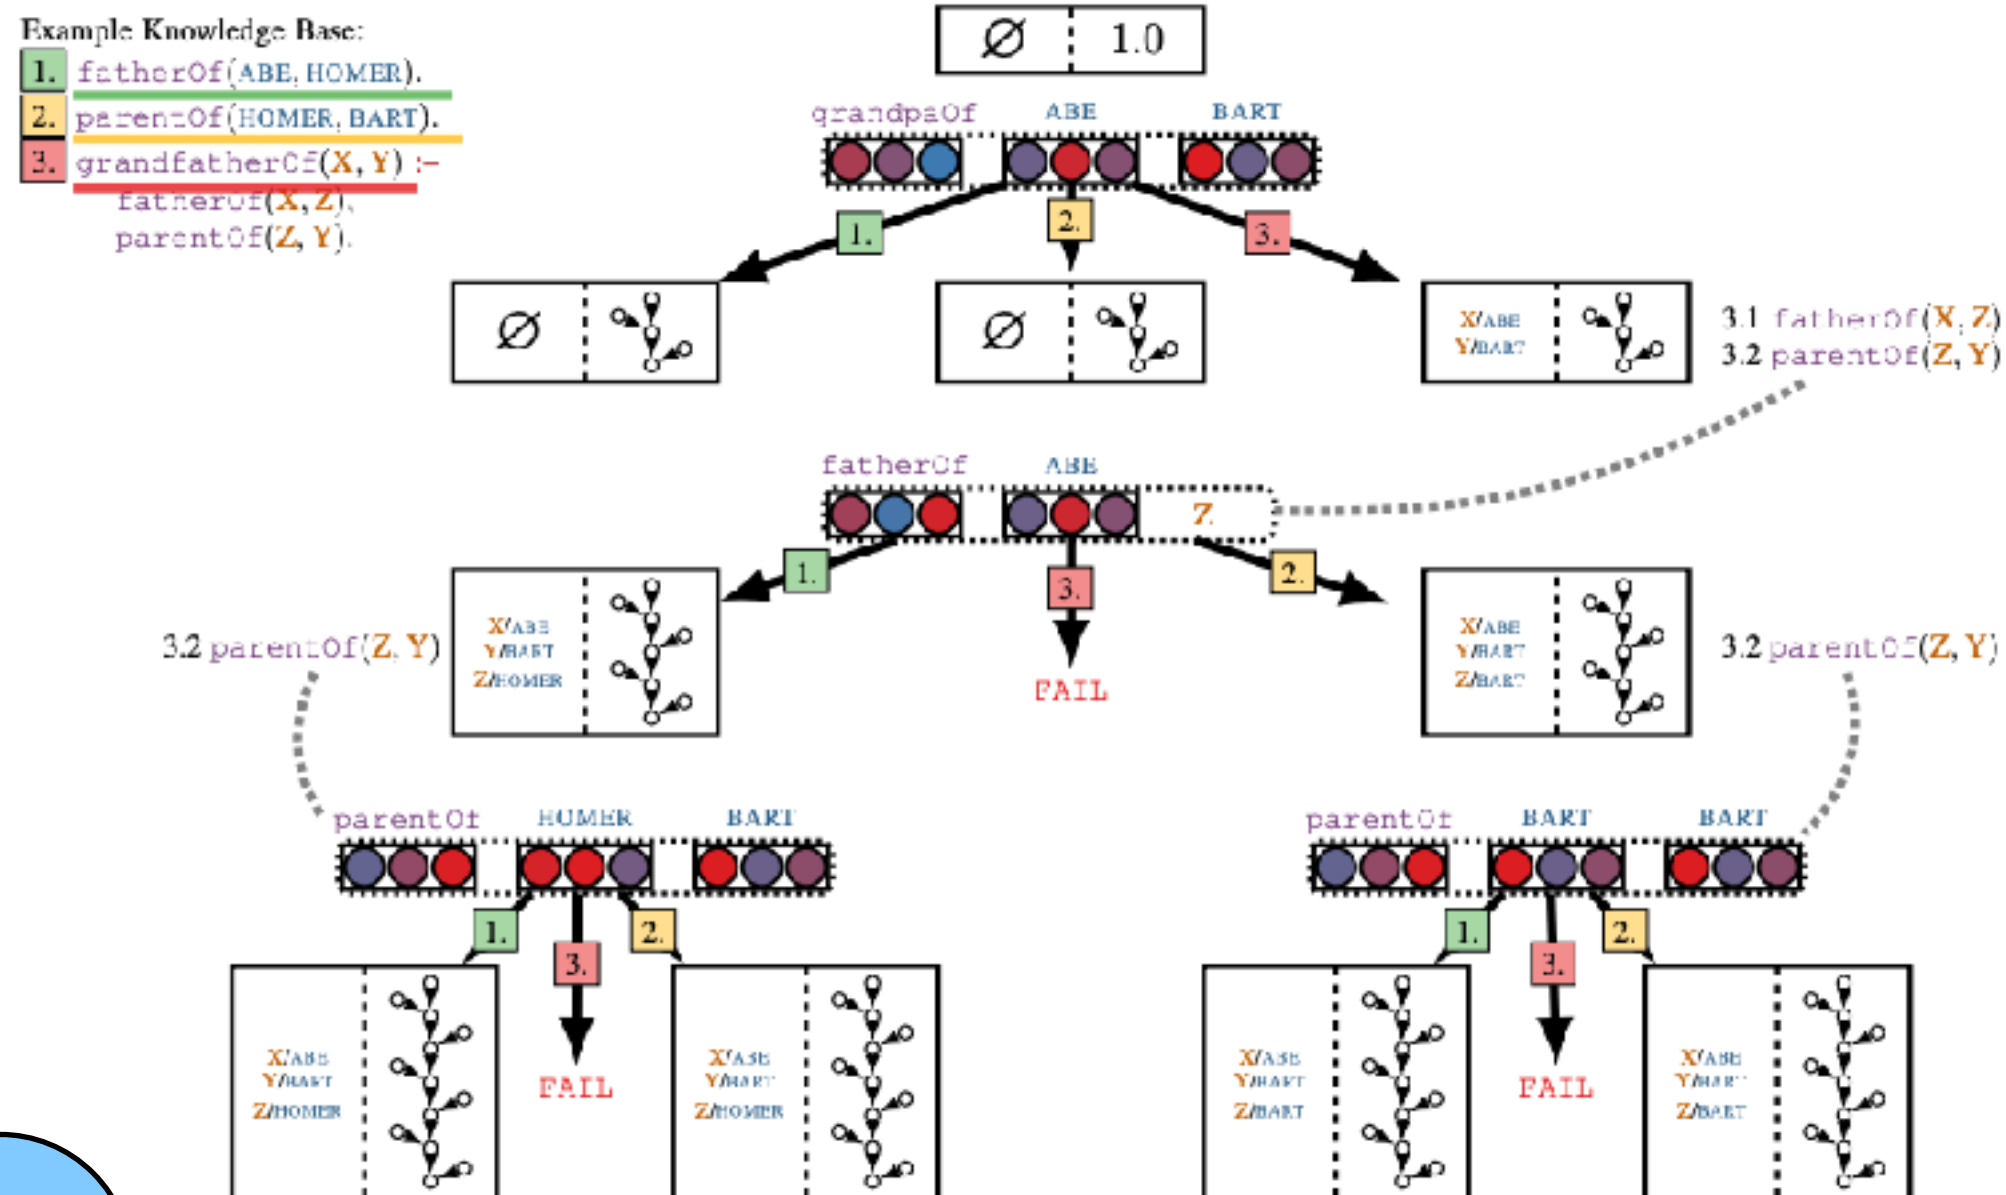 Example Knowledge Base:
1. fatherOf(ABE, HOMER).
2. parentOf(HOMER, BART).
3. grandfatherOf(X, Y) :–
fatherOf(X, Z),
parentOf(Z, Y).
∅ 1.0
grandpaOf ABE BART
1. 2. 3.
∅
∅
X/ABE
Y/BART
3.1 fatherOf(X, Z)
3.2 parentOf(Z, Y)
fatherOf ABE
Z
1. 3. 2.
3.2 parentOf(Z, Y)
X/ABE
Y/BART
Z/HOMER
FAIL
X/ABE
Y/BART
Z/BART
3.2 parentOf(Z, Y)
parentOf HOMER BART
1. 3. 2.
X/ABE
Y/BART
Z/HOMER
FAIL
X/ABE
Y/BART
Z/HOMER
parentOf BART BART
1. 3. 2.
X/ABE
Y/BART
Z/BART
FAIL
X/ABE
Y/BART
Z/BART